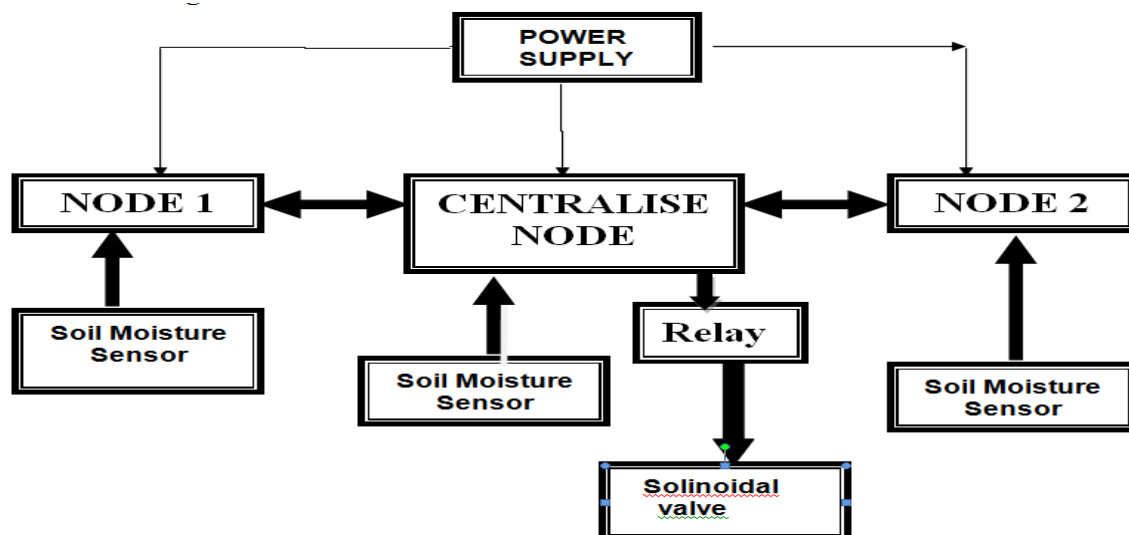 POWER
SUPPLY
NODE 1
CENTRALISE
NODE
NODE 2
Soil Moisture
Sensor
Relay
Soil Moisture
Sensor
Soil Moisture
Sensor
Solinoidal
valve